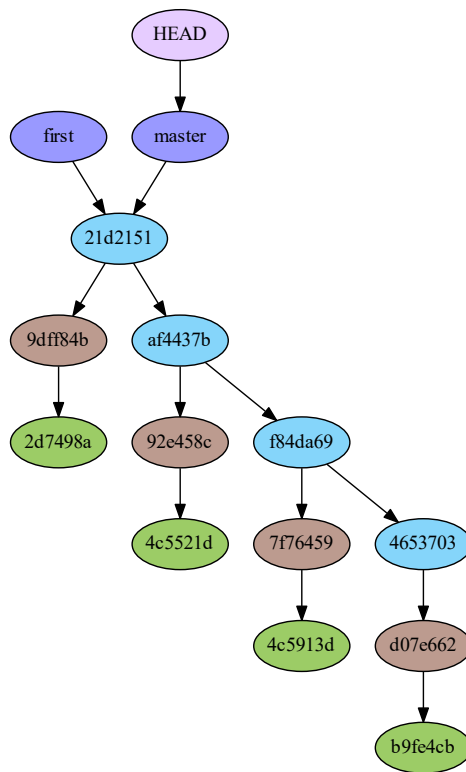 HEAD
first
master
21d2151
9dff84b
af4437b
2d7498a
92e458c
f84da69
4c5521d
7f76459
4653703
4c5913d
d07e662
b9fe4cb